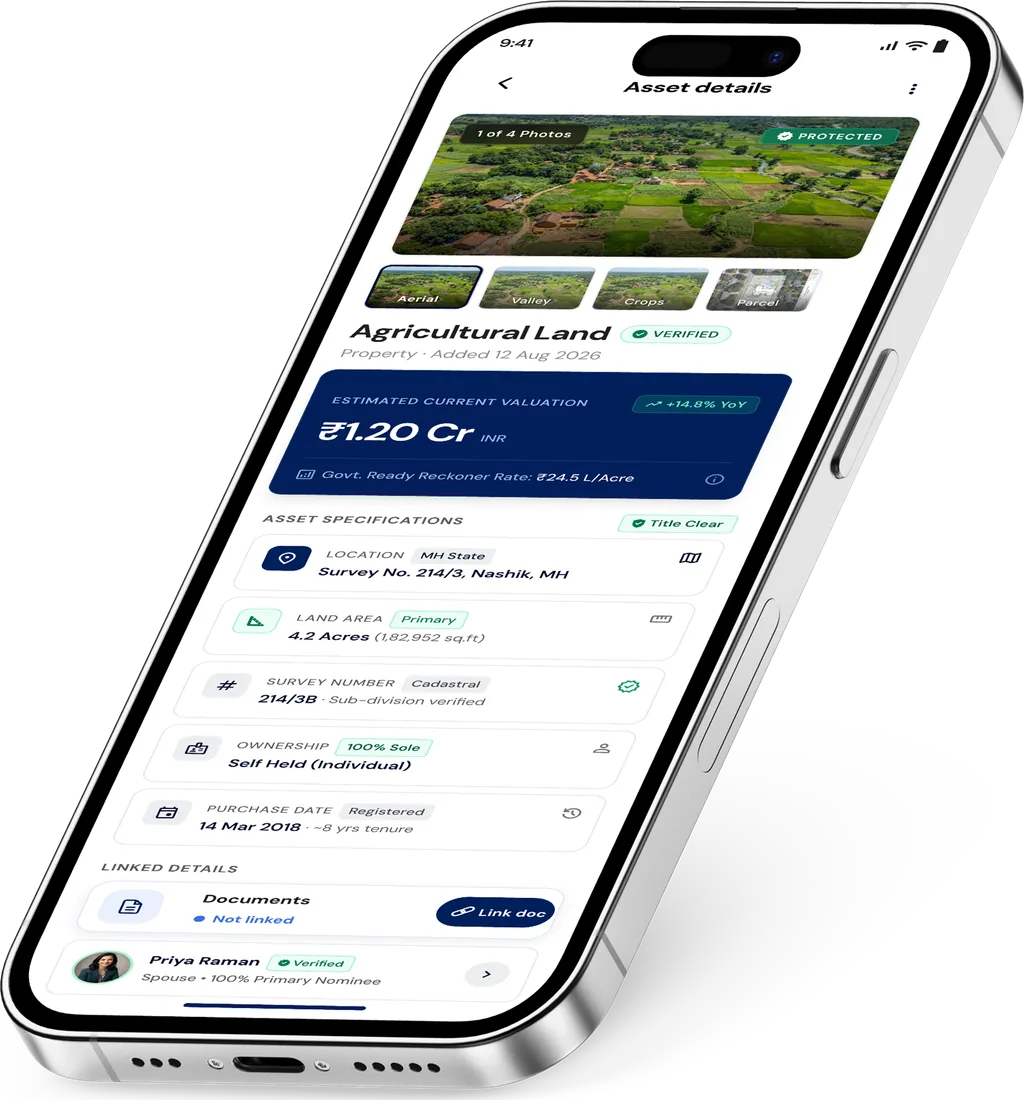 9:41
Asset details
1 of 4 Photos
PROTECTED
Aerial
Valley
Crops
Parcel
Agricultural Land
VERIFIED
Property · Added 12 Aug 2026
ESTIMATED CURRENT VALUATION
+14.8% YoY
₹1.20 Cr INR
Govt. Ready Reckoner Rate: ₹24.5 L/Acre
ASSET SPECIFICATIONS
Title Clear
LOCATION MH State
Survey No. 214/3, Nashik, MH
LAND AREA Primary
4.2 Acres (1,82,952 sq.ft)
SURVEY NUMBER Cadastral
214/3B · Sub-division verified
OWNERSHIP 100% Sole
Self Held (Individual)
PURCHASE DATE Registered
14 Mar 2018 · ~8 yrs tenure
LINKED DETAILS
Documents
Not linked
Link doc
Priya Raman Verified
Spouse • 100% Primary Nominee